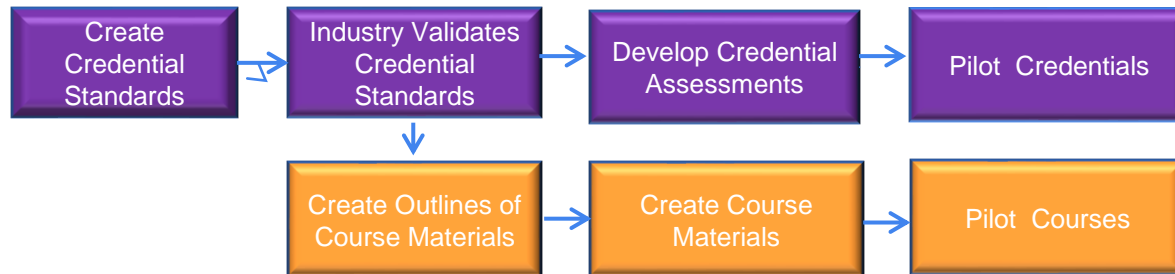 Create
Credential
Standards
Industry Validates
Credential
Standards
Develop Credential
Assessments
Pilot Credentials
Create Outlines of
Course Materials
Create Course
Materials
Pilot Courses